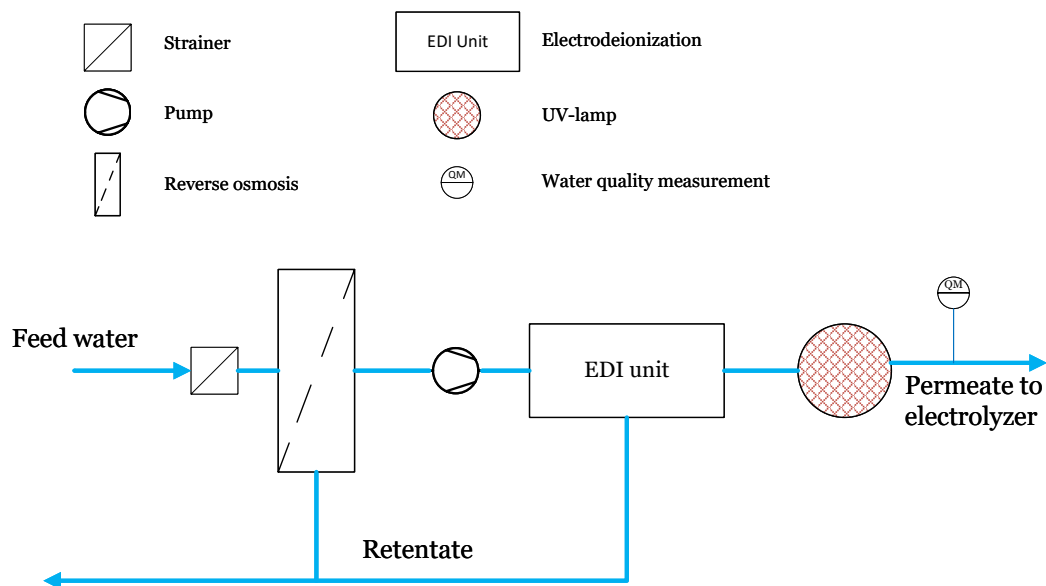 Strainer
EDI Unit
Electrodeionization
Pump
UV-lamp
Reverse osmosis
QM
Water quality measurement
QM
Feed water
EDI unit
Permeate to
electrolyzer
Retentate